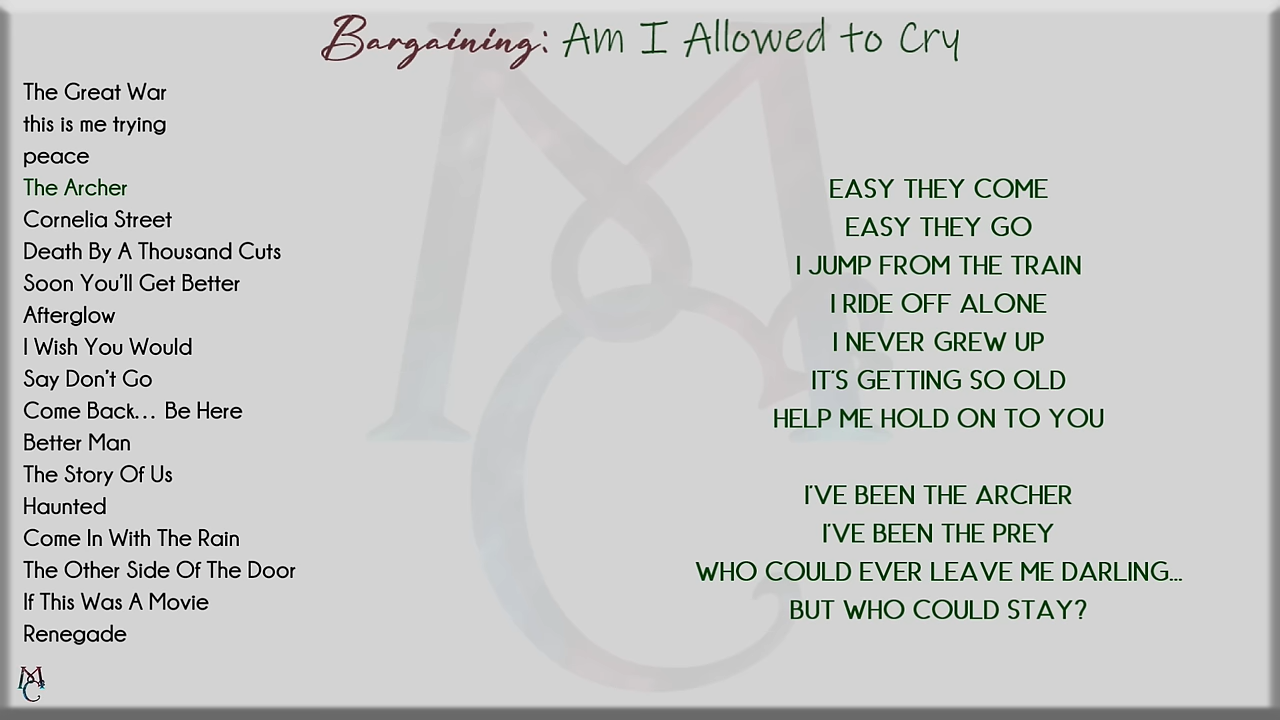 Bargaining: Am I Allowed to Cry
The Great War
this is me trying
peace
The Archer
Cornelia Street
Death By A Thousand Cuts
Soon You'll Get Better
Afterglow
I Wish You Would
Say Don't Go
Come Back... Be Here
Better Man
The Story Of Us
Haunted
Come In With The Rain
The Other Side Of The Door
If This Was A Movie
Renegade
EASY THEY COME
EASY THEY GO
I JUMP FROM THE TRAIN
I RIDE OFF ALONE
I NEVER GREW UP
IT'S GETTING SO OLD
HELP ME HOLD ON TO YOU
I'VE BEEN THE ARCHER
I'VE BEEN THE PREY
WHO COULD EVER LEAVE ME DARLING...
BUT WHO COULD STAY?